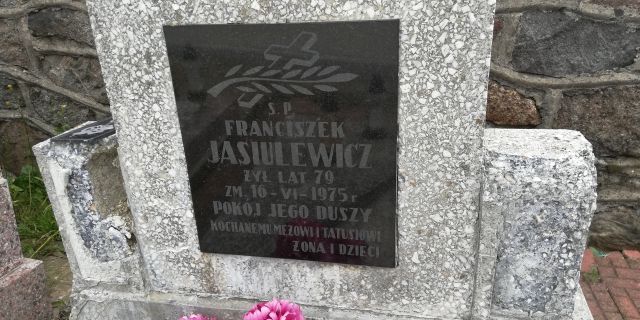 S.P.
FRANCISZEK
JASIULEWICZ
ŻYŁ LAT 79
ZM. 10-VI-1975 r
POKÓJ JEGO DUSZY
KOCHANEMU MĘŻOWI I TATUSIOWI
ŻONA I DZIECI